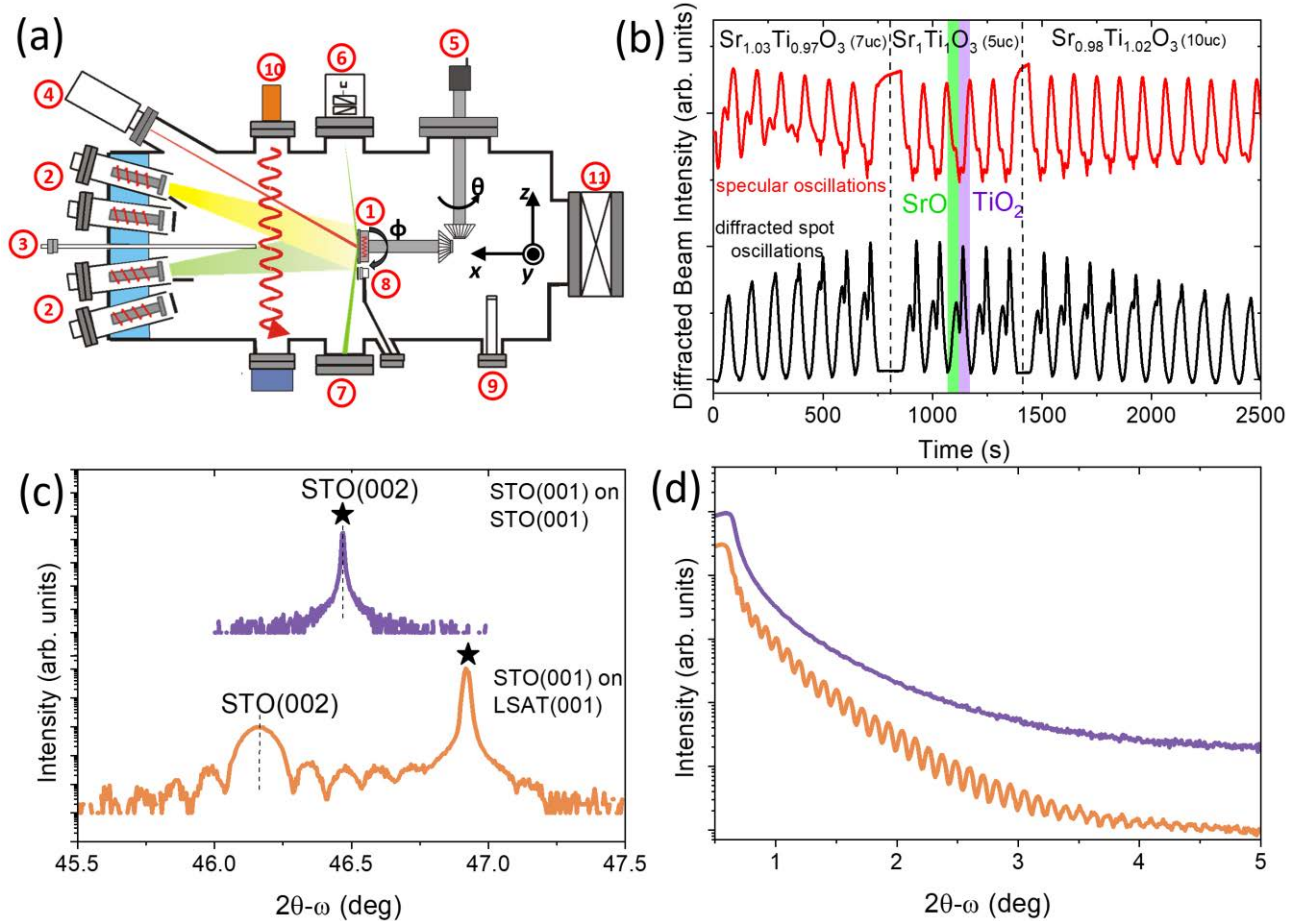 (a)
4
10
6
5
2
3
2
1
ϕ
θ
8
x
z
y
11
7
9
(b)
Sr1.03Ti0.97O3 (7uc)
Sr1Ti1O3 (5uc)
Sr0.98Ti1.02O3 (10uc)
specular oscillations
SrO
TiO2
diffracted spot
oscillations
Diffracted Beam Intensity (arb. units)
0 500 1000 1500 2000 2500
Time (s)
(c)
STO(002)
STO(001) on
STO(001)
STO(002)
STO(001) on
LSAT(001)
Intensity (arb. units)
45.5 46.0 46.5 47.0 47.5
2θ-ω (deg)
(d)
Intensity (arb. units)
1 2 3 4 5
2θ-ω (deg)